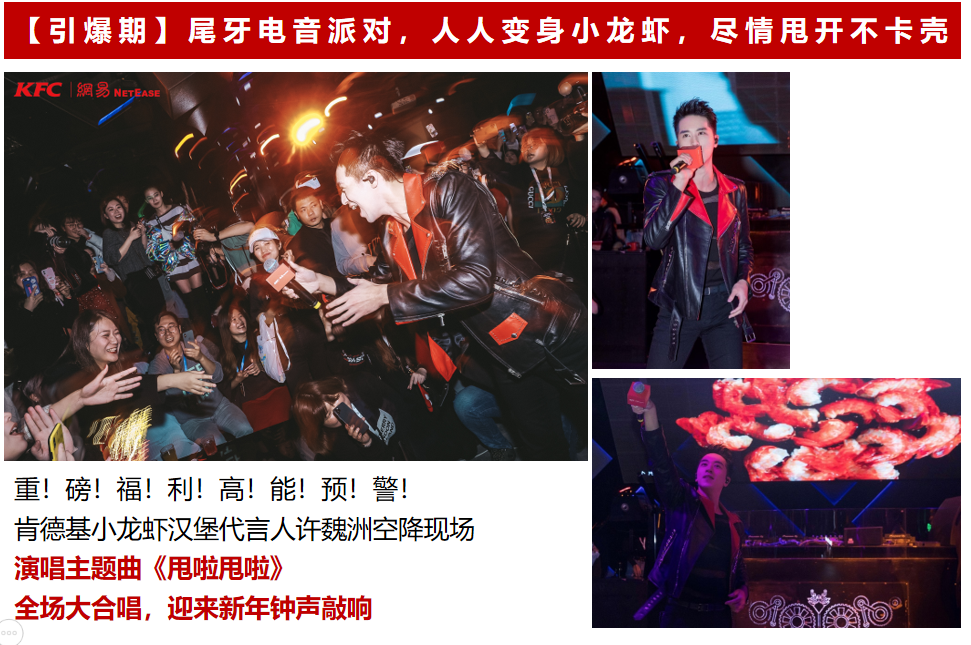 【引爆期】尾牙电音派对，人人变身小龙虾，尽情甩开不卡壳
KFC | 網易 NETEASE
GUCCI
重！磅！福！利！高！能！预！警！
肯德基小龙虾汉堡代言人许魏洲空降现场
演唱主题曲《甩啦甩啦》
全场大合唱，迎来新年钟声敲响